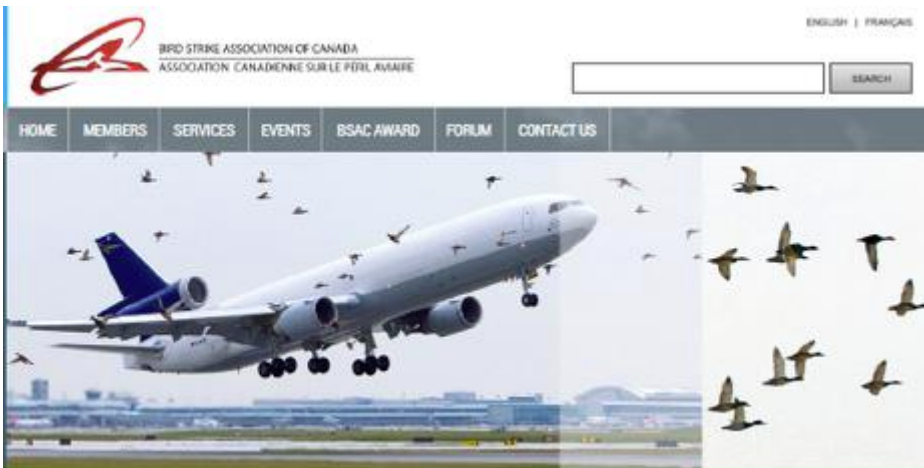 ENGLISH | FRANÇAIS
BIRD STRIKE ASSOCIATION OF CANADA
ASSOCIATION CANADIENNE SUR LE PÉRIL AVIAIRE
SEARCH
HOME MEMBERS SERVICES EVENTS BSAC AWARD FORUM CONTACT US